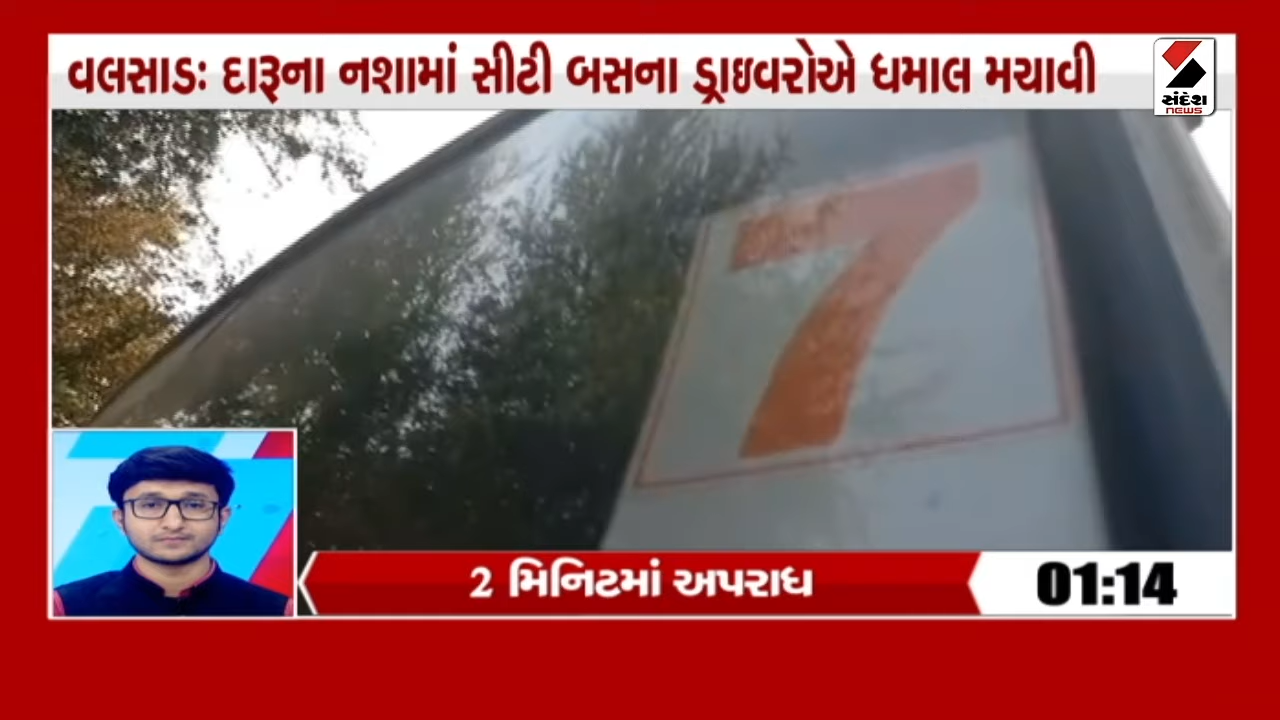 વલસાડઃ દારૂના નશામાં સીટી બસના ડ્રાઇવરોએ ધમાલ મચાવી
સંદેશ
NEWS
7
2 મિનિટમાં અપરાધ
01:14